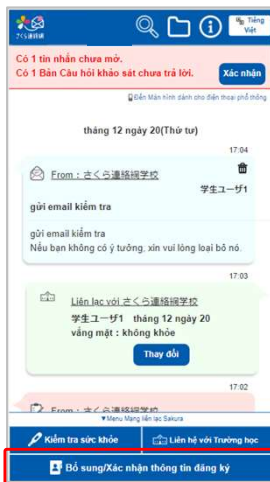 さくら連絡網
Tiếng
Việt
Có 1 tin nhắn chưa mở.
Có 1 Bản Câu hỏi khảo sát chưa trả lời.
Xác nhận
Đến Màn hình dành cho điện thoại phổ thông
tháng 12 ngày 20(Thứ tư)
17:04
From : さくら連絡網学校
学生ユーザ1
gửi email kiểm tra
gửi email kiểm tra
Nếu bạn không có ý tưởng, xin vui lòng loại bỏ nó.
17:03
Liên lạc với さくら連絡網学校
学生ユーザ1 tháng 12 ngày 20
vắng mặt : không khỏe
Thay đổi
17:02
From : さくら連絡網学校
▼Menu Mạng liên lạc Sakura
Kiểm tra sức khỏe
Liên hệ với Trường học
Bổ sung/Xác nhận thông tin đăng ký